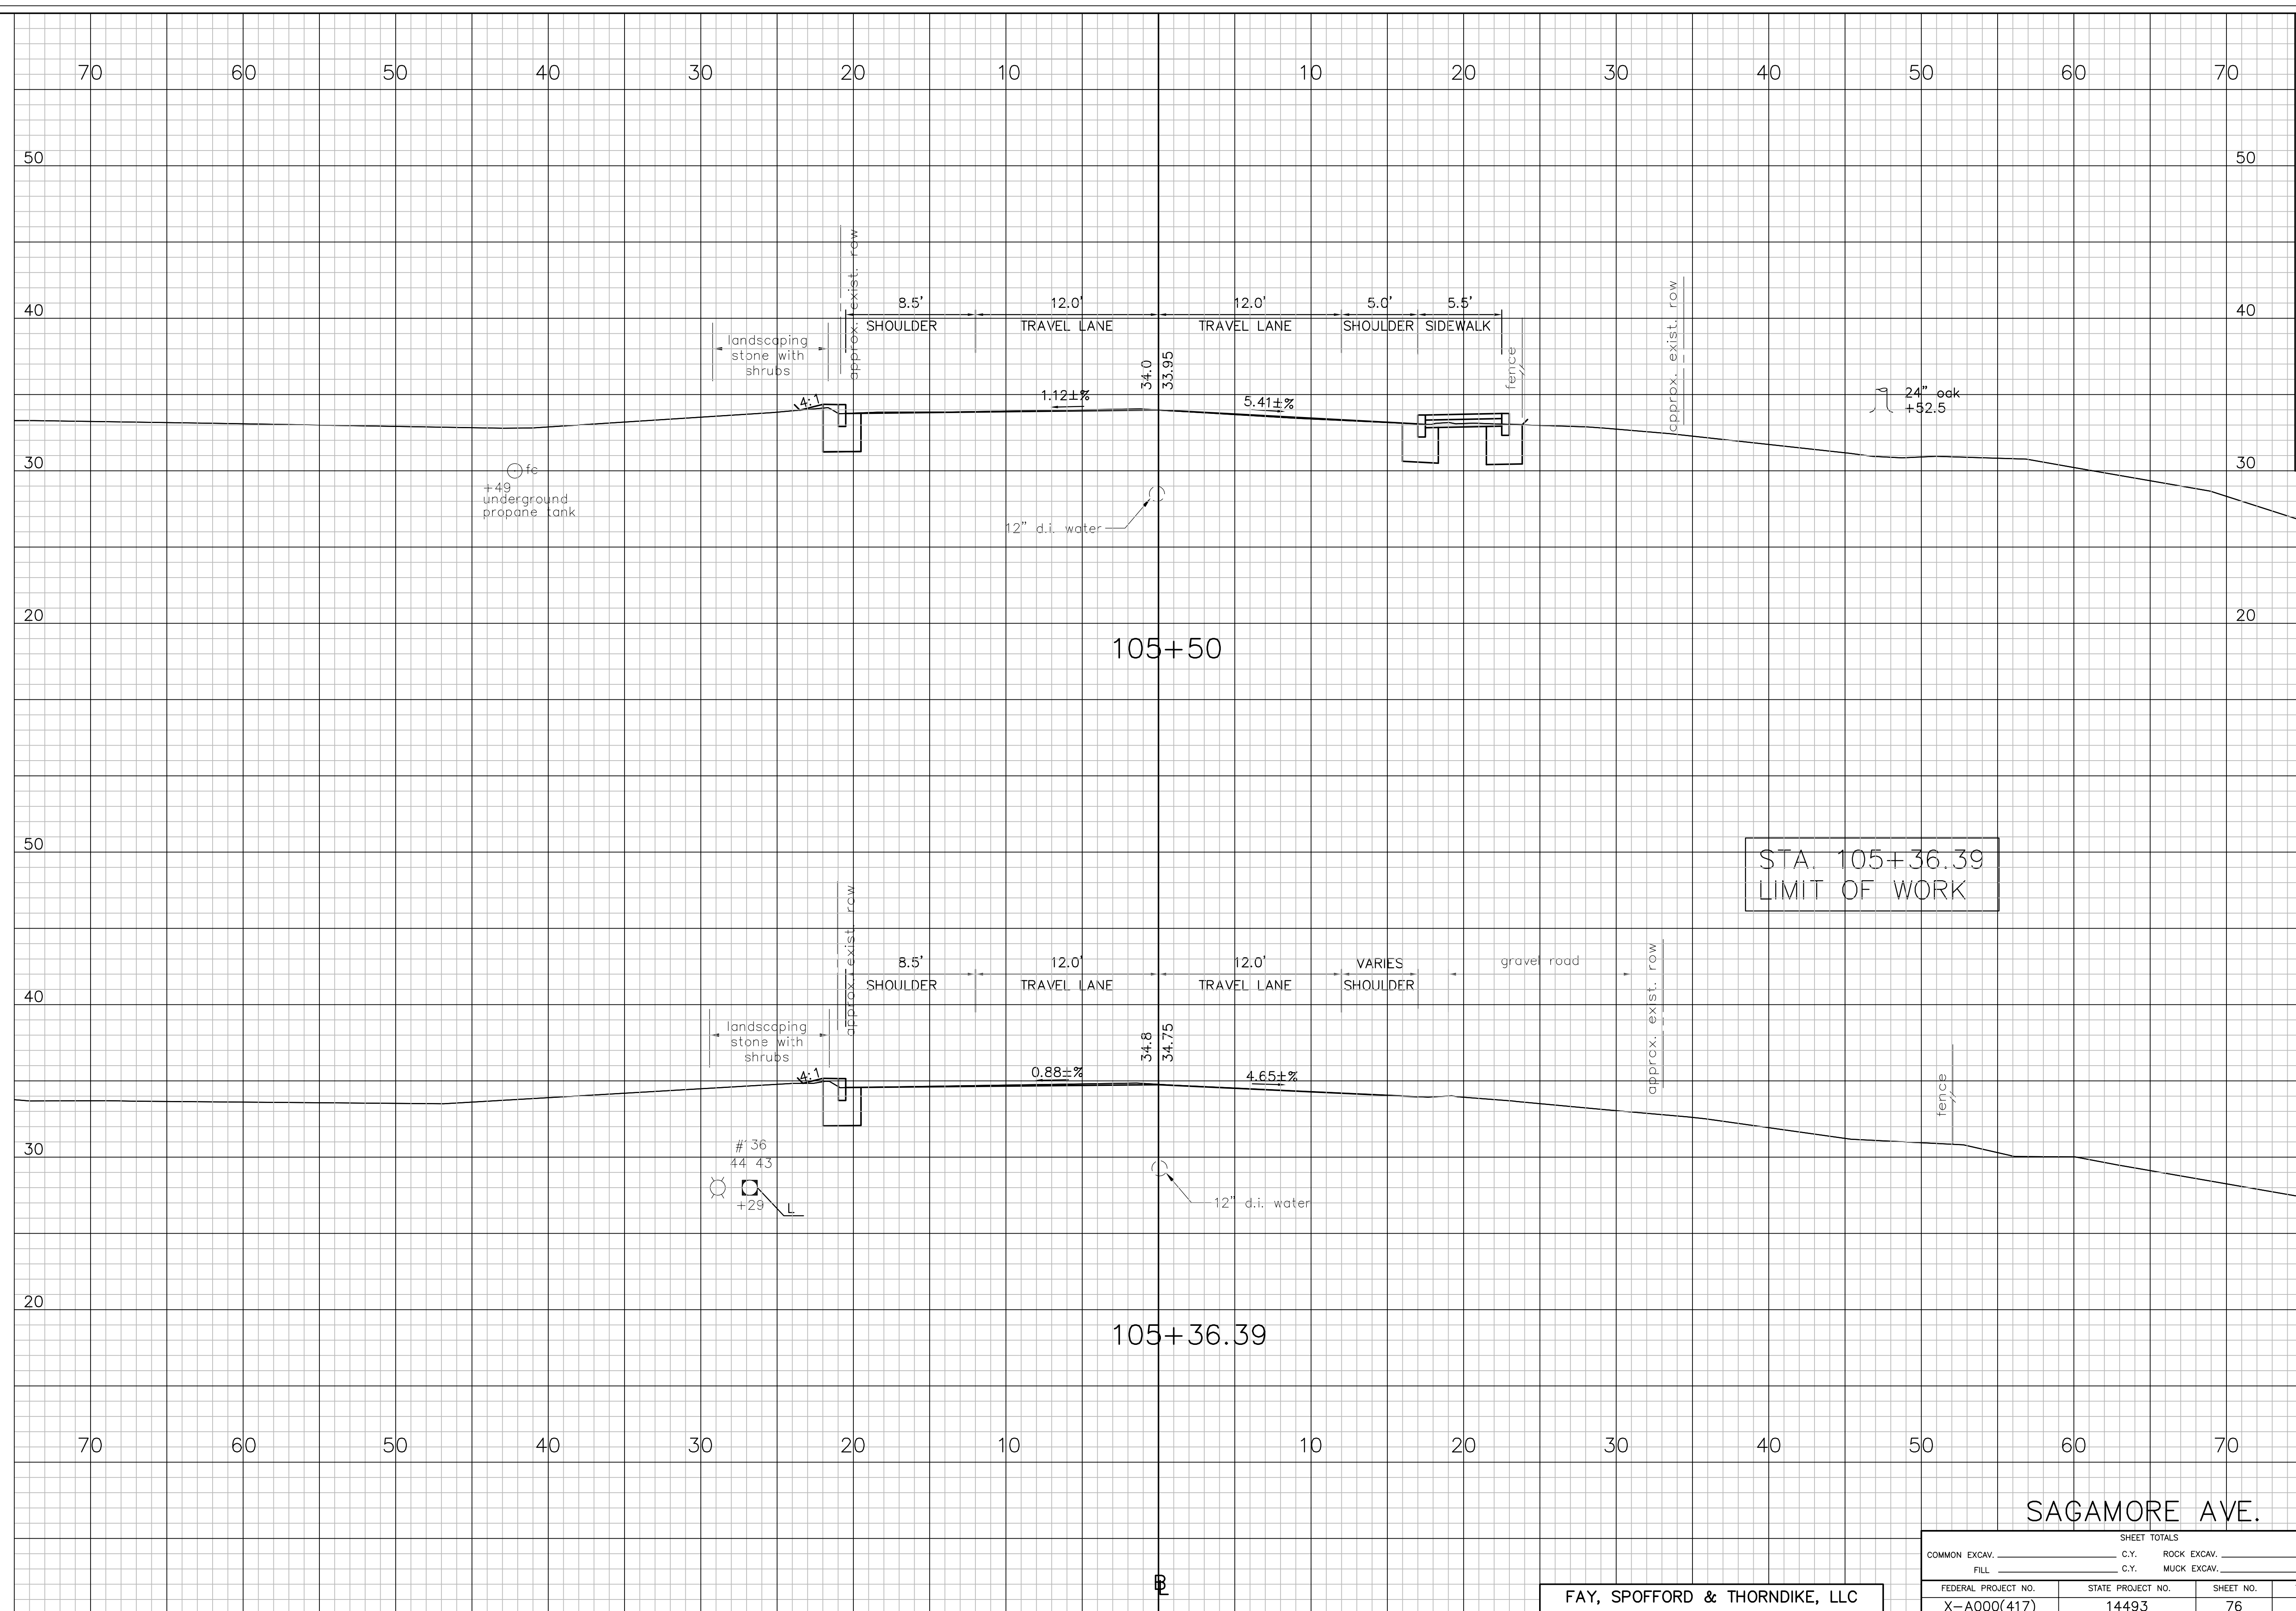 70 60 50 40 30 20 10 10 20 30 40 50 60 70
50 50
approx. exist. row
approx. exist. row
40 40
8.5' 12.0' 12.0' 5.0' 5.5'
SHOULDER TRAVEL LANE TRAVEL LANE SHOULDER SIDEWALK
landscaping
stone with
shrubs
34.0
33.95
fence
4:1
1.12±%
5.41±%
24" oak
+52.5
30 30
+49
underground
propane tank
12" d.i. water
20 20
105+50
50
STA. 105+36.39
LIMIT OF WORK
approx. exist. row
approx. exist. row
8.5' 12.0' 12.0' VARIES gravel road
SHOULDER TRAVEL LANE TRAVEL LANE SHOULDER
40
landscaping
stone with
shrubs
34.8
34.75
4:1
0.88±%
4.65±%
fence
30
44 43
+29
L
12" d.i. water
20
105+36.39
70 60 50 40 30 20 10 10 20 30 40 50 60 70
SAGAMORE AVE.
SHEET TOTALS
COMMON EXCAV. C.Y. ROCK EXCAV.
FILL C.Y. MUCK EXCAV.
FAY, SPOFFORD & THORNDIKE, LLC
FEDERAL PROJECT NO. STATE PROJECT NO. SHEET NO.
X-A000(417) 14493 76